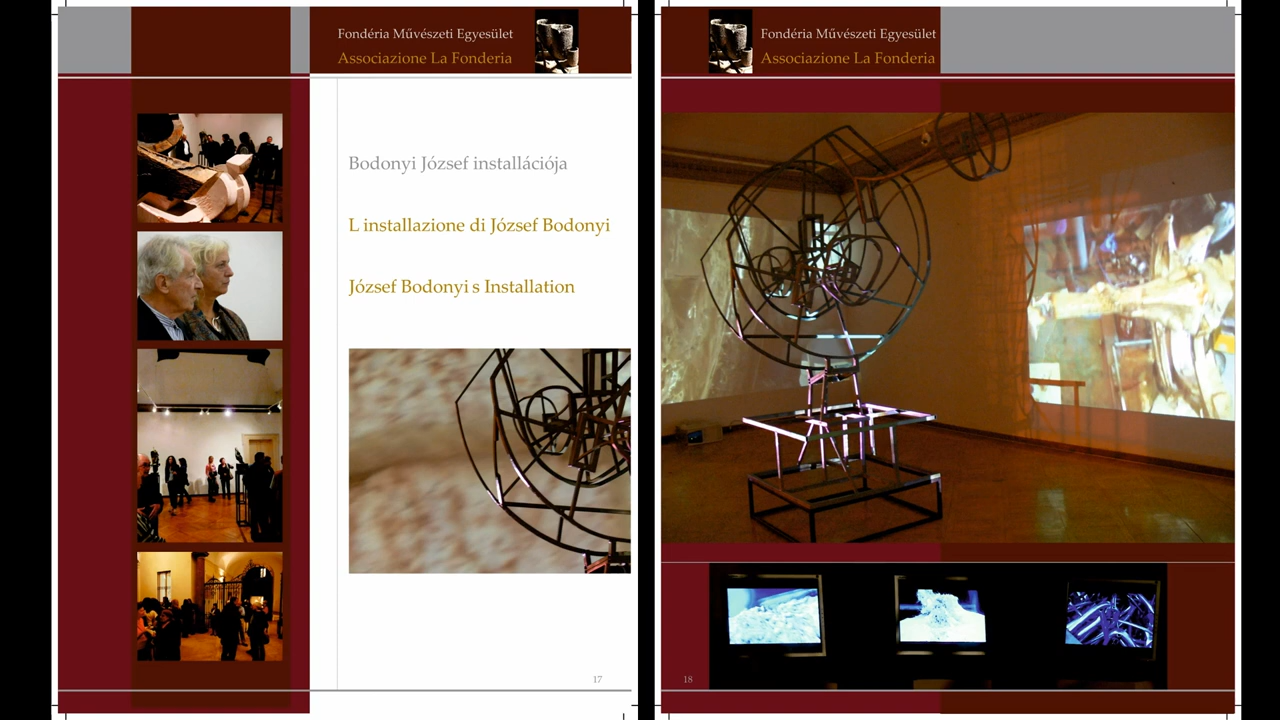 Fondéria Művészeti Egyesület
Associazione La Fonderia
Bodonyi József installációja
L installazione di József Bodonyi
József Bodonyi s Installation
17
Fondéria Művészeti Egyesület
Associazione La Fonderia
18